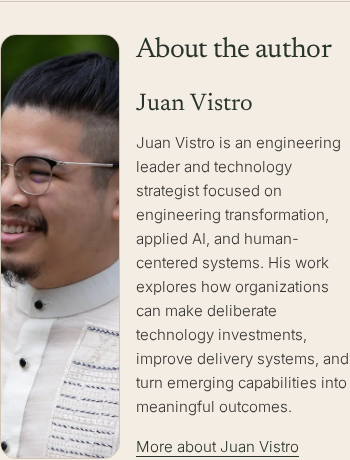 About the author
Juan Vistro
Juan Vistro is an engineering
leader and technology
strategist focused on
engineering transformation,
applied AI, and human-
centered systems. His work
explores how organizations
can make deliberate
technology investments,
improve delivery systems, and
turn emerging capabilities into
meaningful outcomes.
More about Juan Vistro